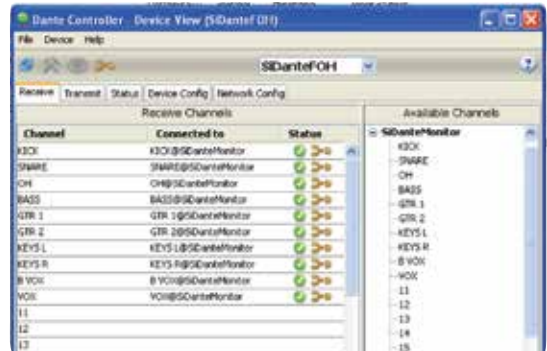 Dante Controller - Device View (SiDanteFOH)
File Device Help
SiDanteFOH
Receive Transmit Status Device Config Network Config
Receive Channels
Available Channels
Channel Connected to Status
KICK KICK@SiDanteMonitor
SNARE SNARE@SiDanteMonitor
OH OH@SiDanteMonitor
BASS BASS@SiDanteMonitor
GTR 1 GTR 1@SiDanteMonitor
GTR 2 GTR 2@SiDanteMonitor
KEYS L KEYS L@SiDanteMonitor
KEYS R KEYS R@SiDanteMonitor
B VOX B VOX@SiDanteMonitor
VOX VOX@SiDanteMonitor
11
12
13
SiDanteMonitor
KICK
SNARE
OH
BASS
GTR 1
GTR 2
KEYS L
KEYS R
B VOX
VOX
11
12
13
14
15